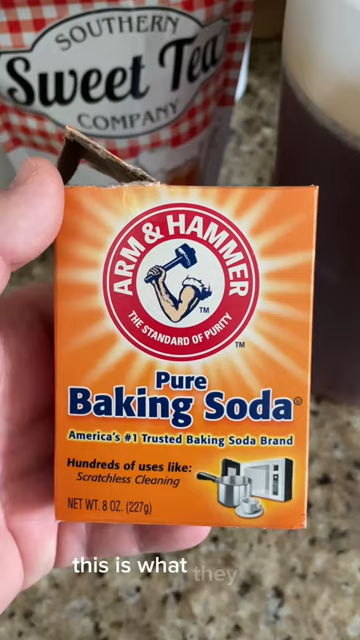 SOUTHERN
Sweet Tea
COMPANY
ARM & HAMMER
TM
THE STANDARD OF PURITY
TM
Pure
Baking Soda®
America's #1 Trusted Baking Soda Brand
Hundreds of uses like:
Scratchless Cleaning
NET WT. 8 OZ. (227g)
this is what they